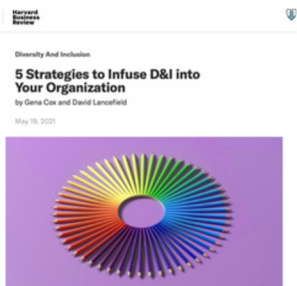 Harvard
Business
Review
Diversity And Inclusion
5 Strategies to Infuse D&I into
Your Organization
by Gena Cox and David Lancefield
May 19, 2021